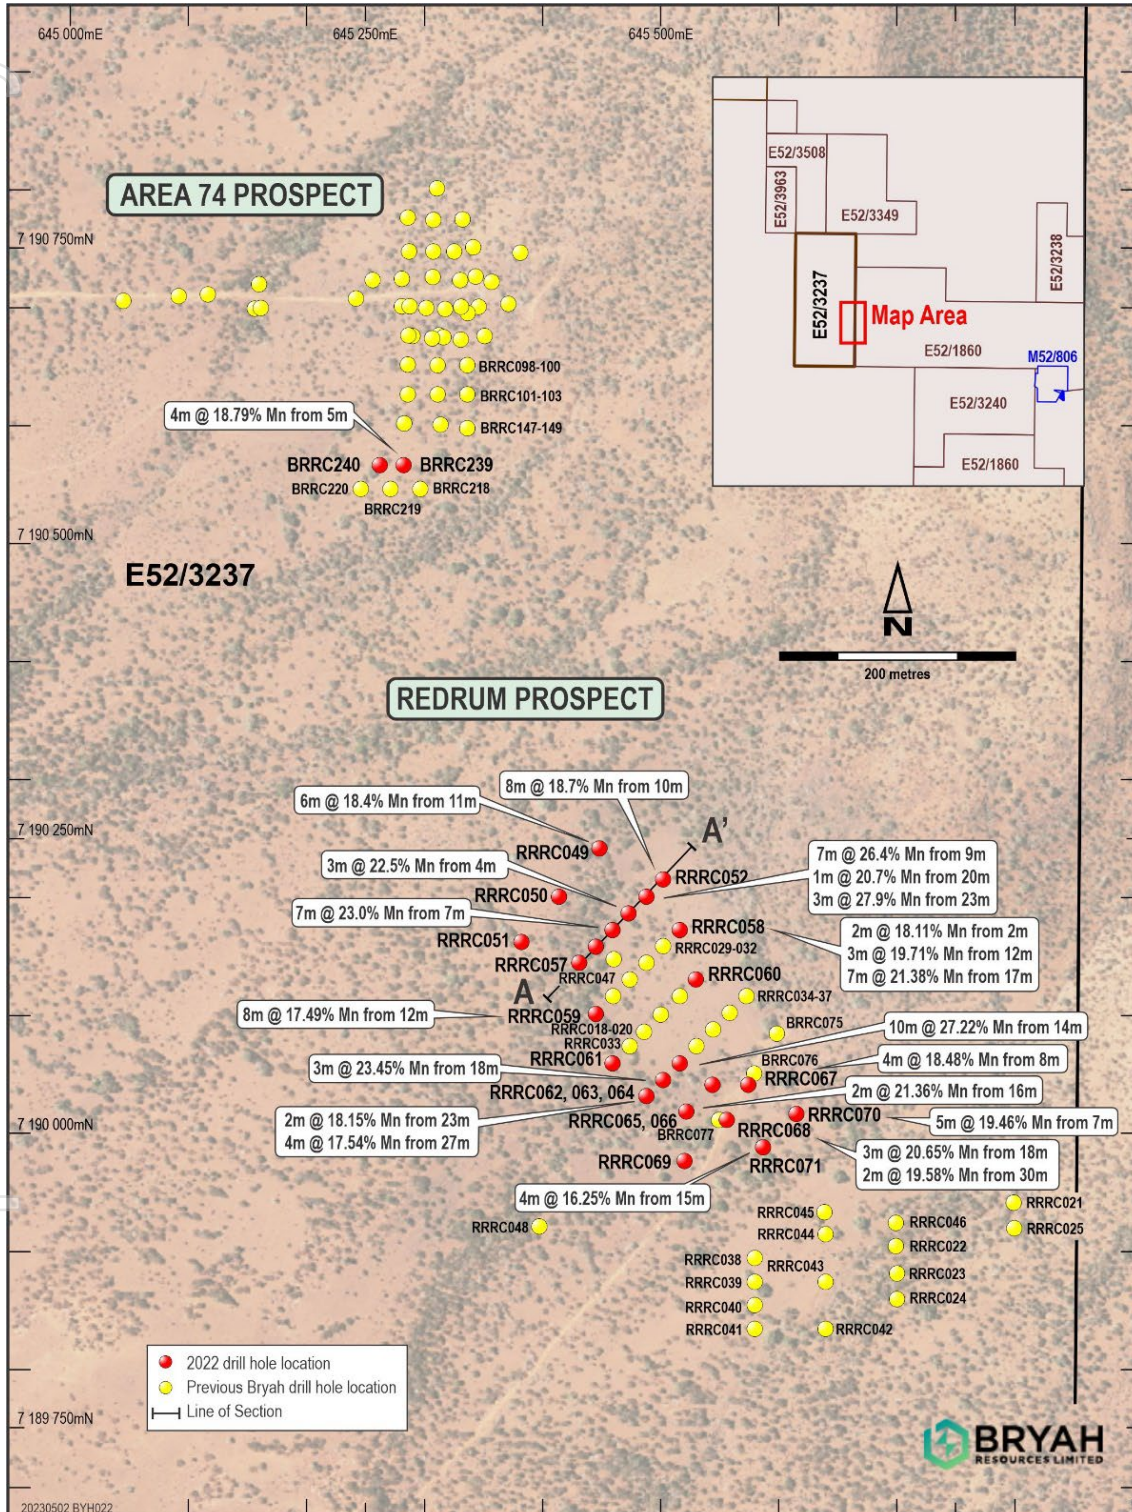 645 000mE
645 250mE
645 500mE
E52/3508
E52/3963
E52/3349
E52/3238
E52/3237
Map Area
E52/1860
M52/806
E52/3240
E52/1860
AREA 74 PROSPECT
7 190 750mN
BRRC098-100
BRRC101-103
4m @ 18.79% Mn from 5m
BRRC147-149
BRRC240
BRRC239
BRRC220
BRRC218
BRRC219
7 190 500mN
E52/3237
N
200 metres
REDRUM PROSPECT
8m @ 18.7% Mn from 10m
6m @ 18.4% Mn from 11m
7 190 250mN
A'
RRRC049
3m @ 22.5% Mn from 4m
7m @ 26.4% Mn from 9m
1m @ 20.7% Mn from 20m
3m @ 27.9% Mn from 23m
RRRC052
RRRC050
7m @ 23.0% Mn from 7m
RRRC058
2m @ 18.11% Mn from 2m
3m @ 19.71% Mn from 12m
7m @ 21.38% Mn from 17m
RRRC051
RRRC029-032
RRRC057
RRRC047
RRRC060
A
RRRC034-37
8m @ 17.49% Mn from 12m
RRRC059
RRRC018-020
BRRC075
10m @ 27.22% Mn from 14m
RRRC033
RRRC061
BRRC076
4m @ 18.48% Mn from 8m
3m @ 23.45% Mn from 18m
RRRC067
RRRC062, 063, 064
2m @ 21.36% Mn from 16m
2m @ 18.15% Mn from 23m
4m @ 17.54% Mn from 27m
7 190 000mN
RRRC065, 066
RRRC070
5m @ 19.46% Mn from 7m
BRRC077
RRRC068
3m @ 20.65% Mn from 18m
2m @ 19.58% Mn from 30m
RRRC069
RRRC071
4m @ 16.25% Mn from 15m
RRRC021
RRRC045
RRRC048
RRRC046
RRRC025
RRRC044
RRRC022
RRRC038
RRRC043
RRRC023
RRRC039
RRRC024
RRRC040
RRRC041
RRRC042
2022 drill hole location
Previous Bryah drill hole location
Line of Section
7 189 750mN
BRYAH
RESOURCES LIMITED
20230502 BYH022